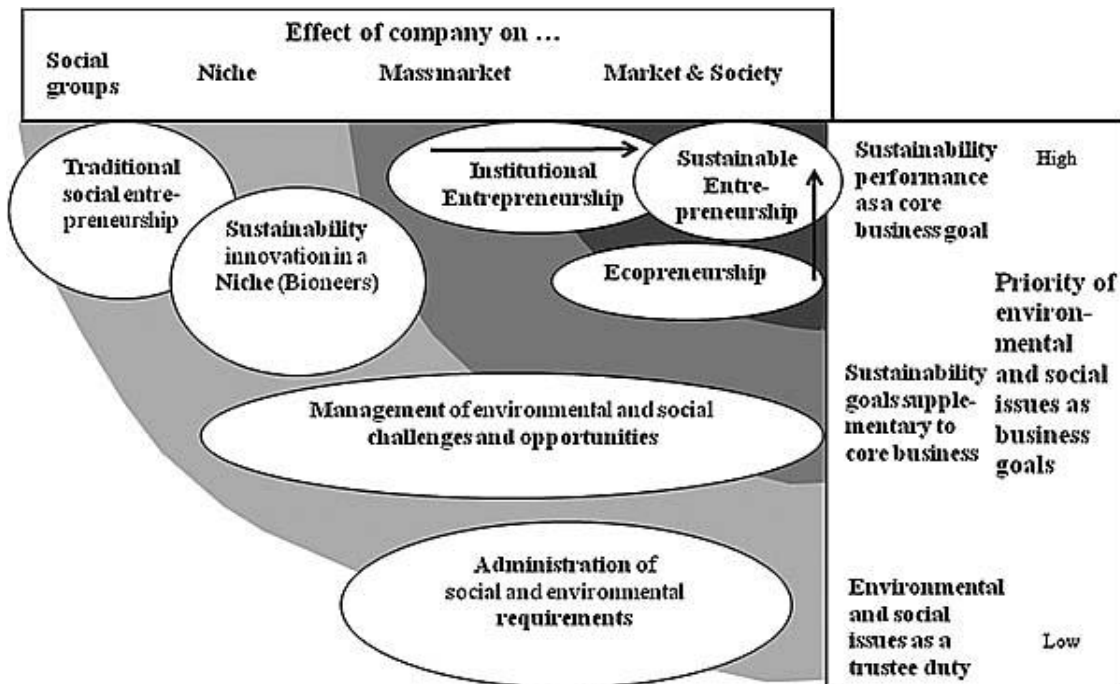 Effect of company on …
Social
groups
Niche
Massmarket
Market & Society
Traditional
social entre-
preneurship
Sustainability
innovation in a
Niche (Bioneers)
Institutional
Entrepreneurship
Sustainable
Entre-
preneurship
Ecopreneurship
Management of environmental and social
challenges and opportunities
Administration of
social and environmental
requirements
Sustainability
performance
as a core
business goal
High
Sustainability
goals supple-
mentary to
core business
Priority of
environ-
mental
and social
issues as
business
goals
Environmental
and social
issues as a
trustee duty
Low